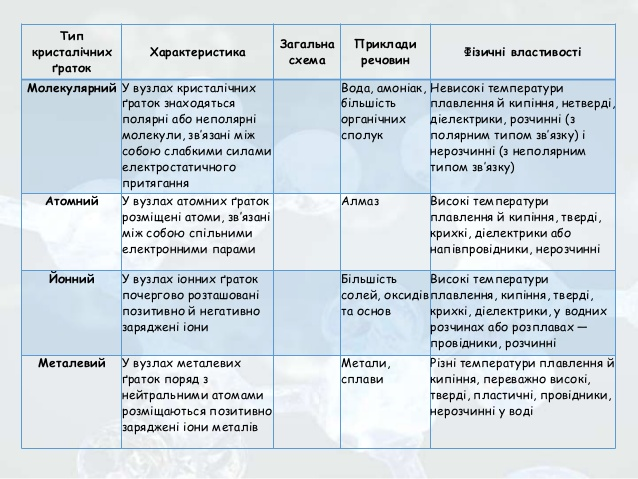 Тип
кристалічних
ґраток
Характеристика
Загальна
схема
Приклади
речовин
Фізичні властивості
Молекулярний
У вузлах кристалічних
ґраток знаходяться
полярні або неполярні
молекули, зв’язані між
собою слабкими силами
електростатичного
притягання
Вода, амоніак,
більшість
органічних
сполук
Невисокі температури
плавлення й кипіння, нетверді,
діелектрики, розчинні (з
полярним типом зв’язку) і
нерозчинні (з неполярним
типом зв’язку)
Атомний
У вузлах атомних ґраток
розміщені атоми, зв’язані
між собою спільними
електронними парами
Алмаз
Високі температури
плавлення й кипіння, тверді,
крихкі, діелектрики або
напівпровідники, нерозчинні
Йонний
У вузлах іонних ґраток
почергово розташовані
позитивно й негативно
заряджені іони
Більшість
солей, оксидів
та основ
Високі температури
плавлення, кипіння, тверді,
крихкі, діелектрики, у водних
розчинах або розплавах —
провідники, розчинні
Металевий
У вузлах металевих
ґраток поряд з
нейтральними атомами
розміщаються позитивно
заряджені іони металів
Метали,
сплави
Різні температури плавлення й
кипіння, переважно високі,
тверді, пластичні, провідники,
нерозчинні у воді